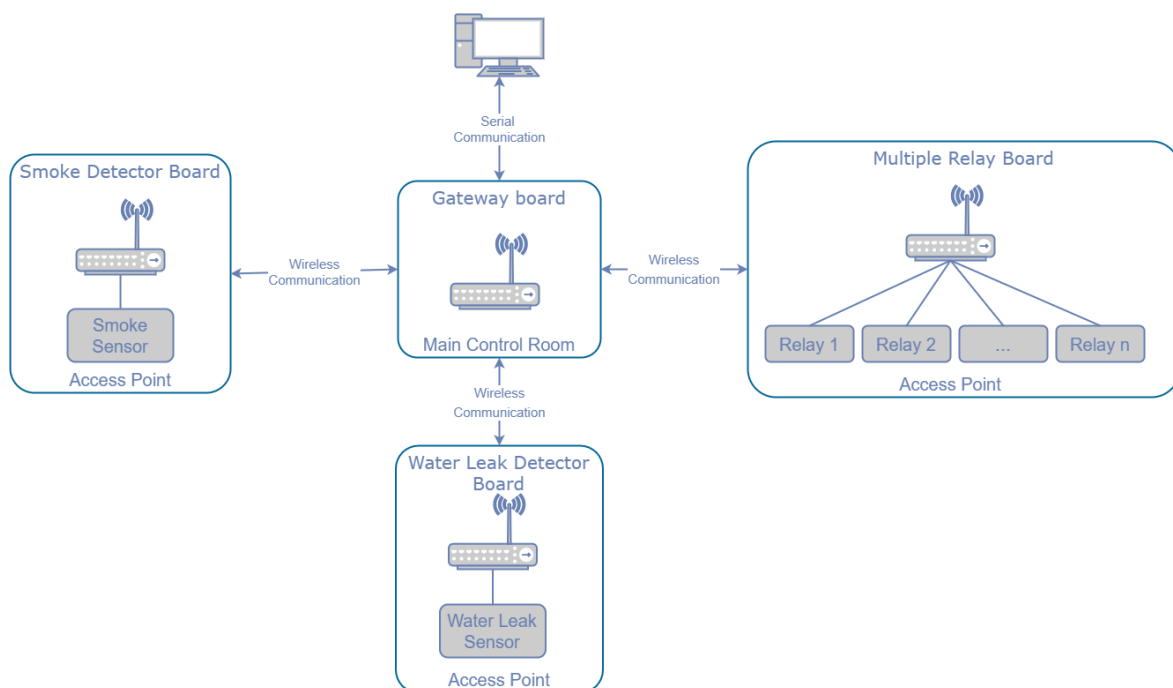 Serial
Communication
Smoke Detector Board
Smoke
Sensor
Access Point
Wireless
Communication
Gateway board
Main Control Room
Wireless
Communication
Multiple Relay Board
Relay 1
Relay 2
...
Relay n
Access Point
Wireless
Communication
Water Leak Detector
Board
Water Leak
Sensor
Access Point